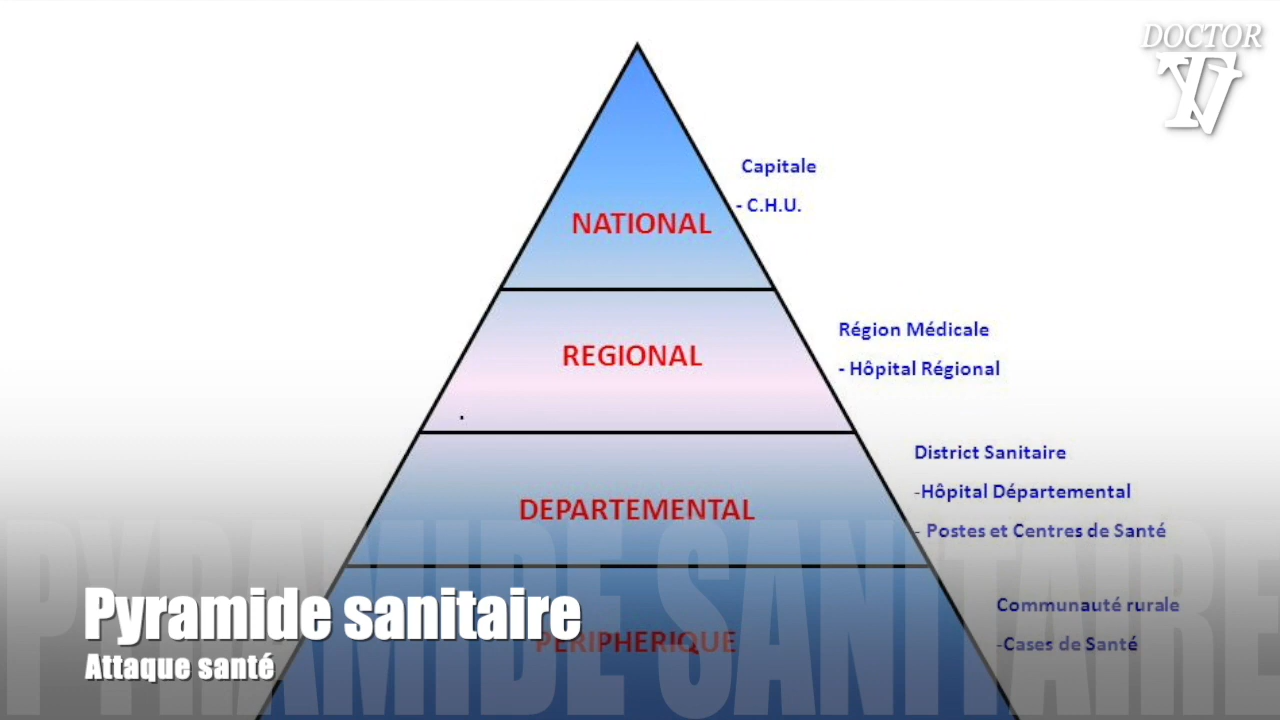 DOCTOR
TV
Capitale
- C.H.U.
NATIONAL
Région Médicale
REGIONAL
- Hôpital Régional
District Sanitaire
-Hôpital Départemental
DEPARTEMENTAL
- Postes et Centres de Santé
PYRAMIDE SANITAIRE
Communauté rurale
Pyramide sanitaire
PERIPHERIQUE
-Cases de Santé
Attaque santé